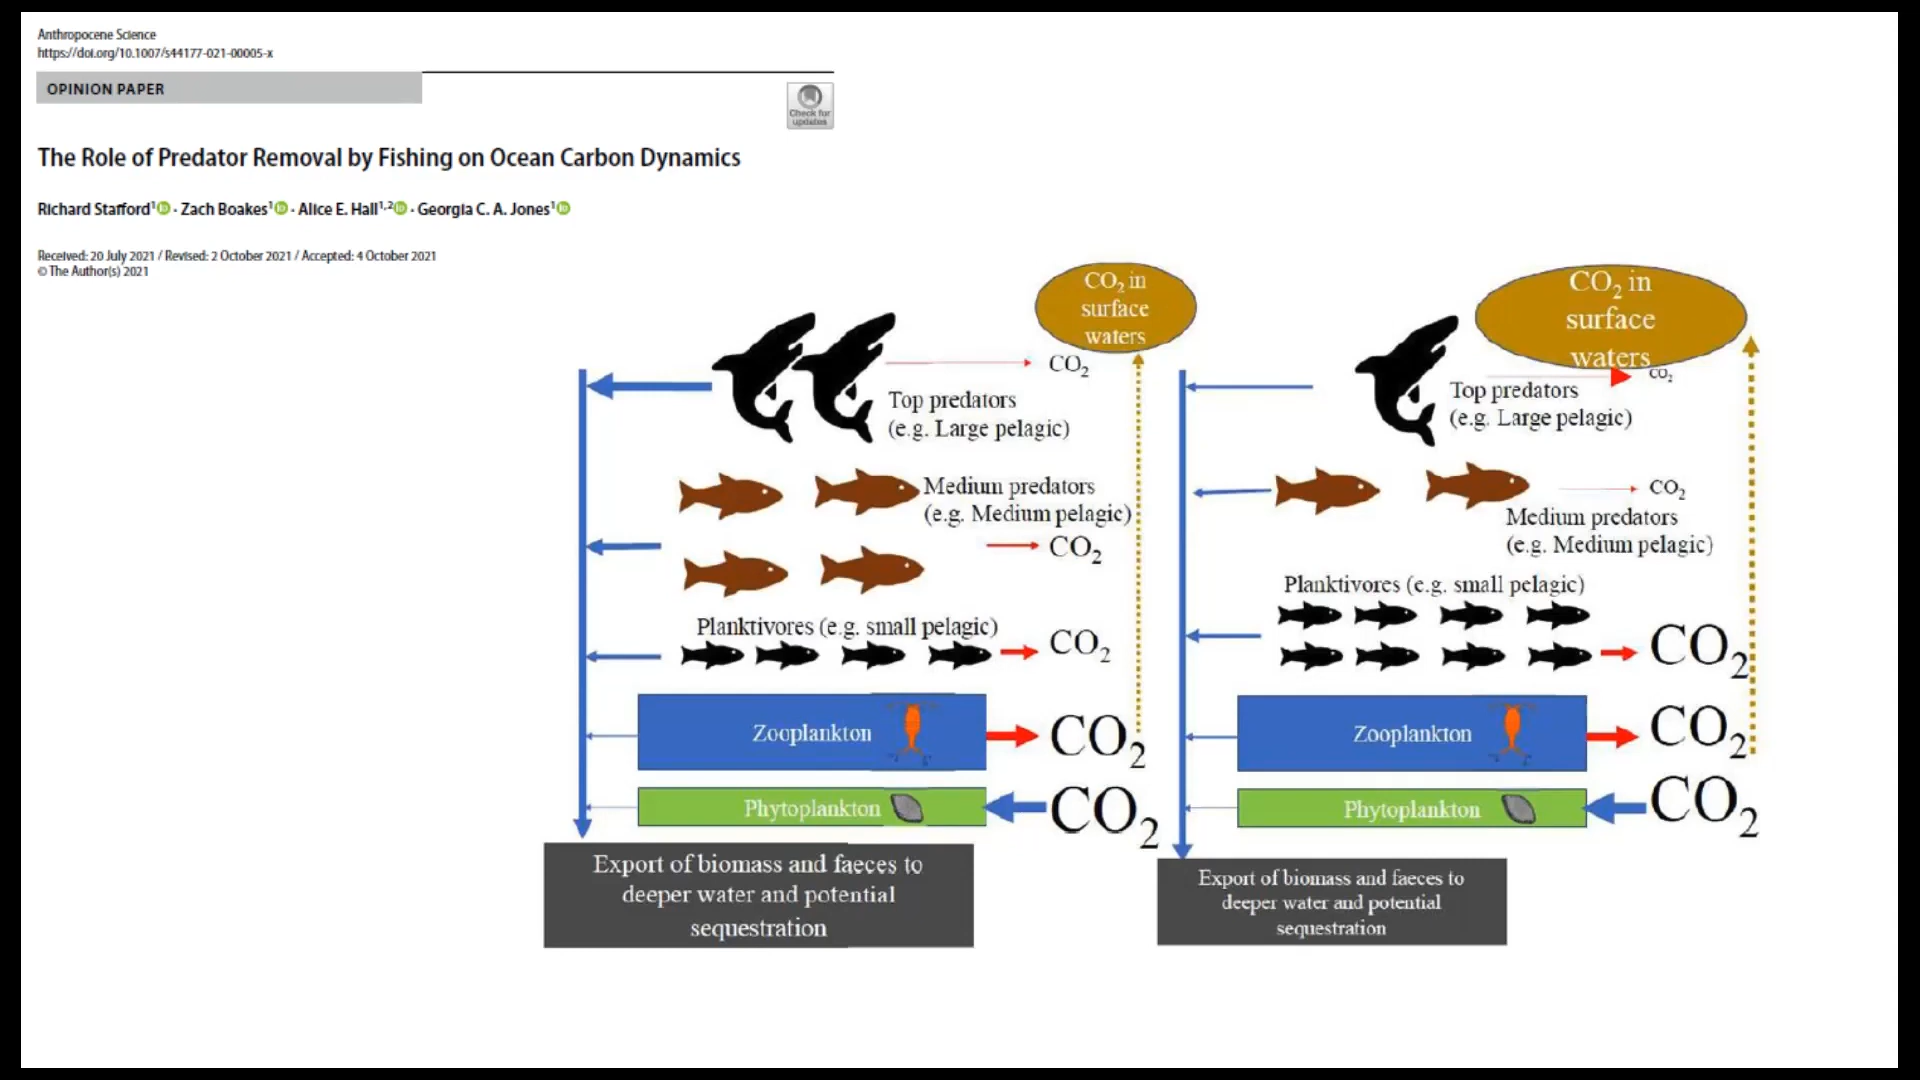 Anthropocene Science
https://doi.org/10.1007/s44177-021-00005-x
OPINION PAPER
Check for
updates
The Role of Predator Removal by Fishing on Ocean Carbon Dynamics
Richard Stafford¹ · Zach Boakes¹ · Alice E. Hall¹,² · Georgia C. A. Jones¹
Received: 20 July 2021 / Revised: 2 October 2021 / Accepted: 4 October 2021
© The Author(s) 2021
CO₂ in
surface
waters
CO₂
Top predators
(e.g. Large pelagic)
Medium predators
(e.g. Medium pelagic)
CO₂
Planktivores (e.g. small pelagic)
CO₂
Zooplankton
CO₂
Phytoplankton
CO₂
Export of biomass and faeces to
deeper water and potential
sequestration
CO₂ in
surface
waters
CO₂
Top predators
(e.g. Large pelagic)
CO₂
Medium predators
(e.g. Medium pelagic)
Planktivores (e.g. small pelagic)
CO₂
Zooplankton
CO₂
Phytoplankton
CO₂
Export of biomass and faeces to
deeper water and potential
sequestration